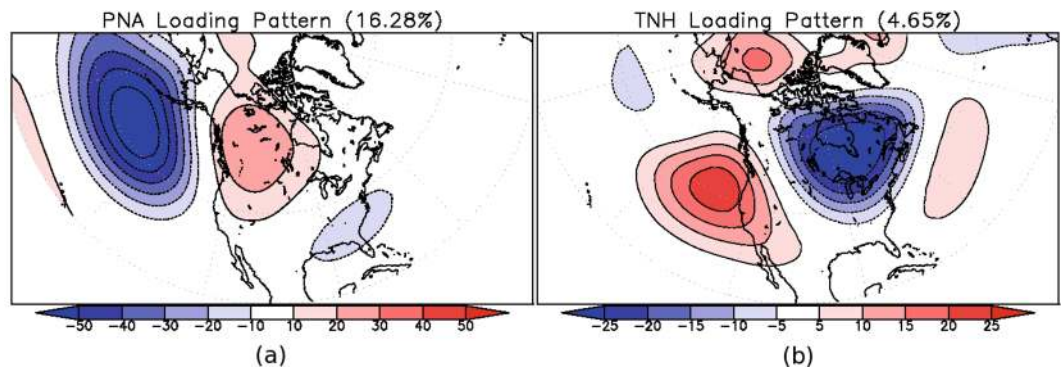 PNA Loading Pattern (16.28%)
TNH Loading Pattern (4.65%)
-50 -40 -30 -20 -10 10 20 30 40 50
-25 -20 -15 -10 -5 5 10 15 20 25
(a)
(b)